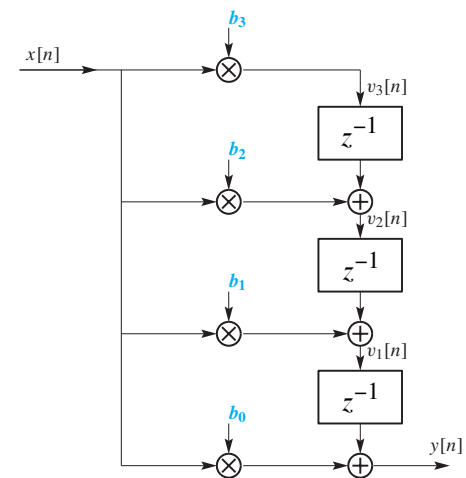 b₃
x[n]
v₃[n]
z⁻¹
b₂
v₂[n]
z⁻¹
b₁
v₁[n]
z⁻¹
b₀
y[n]